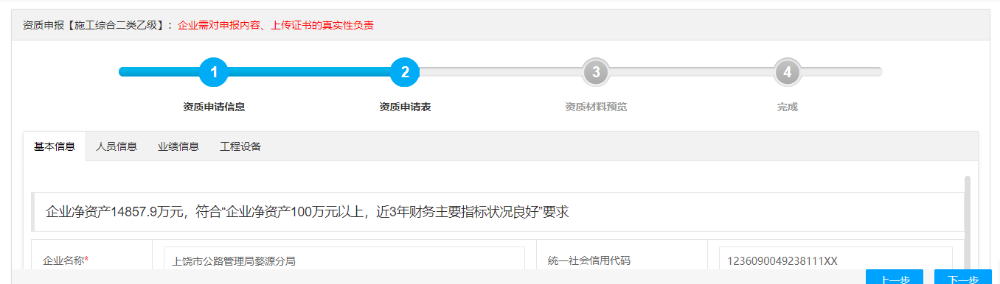 资质申报【施工综合二类乙级】：企业需对申报内容、上传证书的真实性负责
1 2 3 4
资质申请信息 资质申请表 资质材料预览 完成
基本信息 人员信息 业绩信息 工程设备
企业净资产14857.9万元，符合“企业净资产100万元以上，近3年财务主要指标状况良好”要求
企业名称* 上饶市公路管理局婺源分局 统一社会信用代码 1236090049238111XX
上一步 下一步